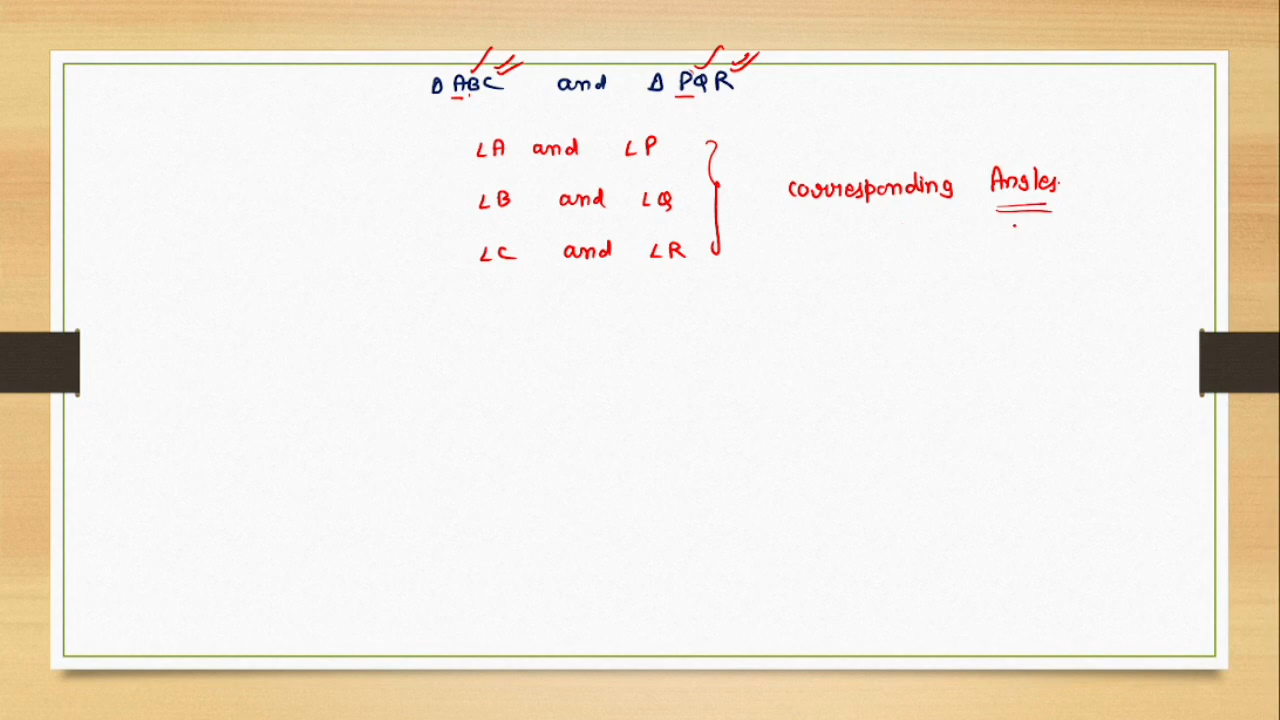 Δ ABC and Δ PQR
∠A and ∠P
∠B and ∠Q
corresponding Angles.
∠C and ∠R